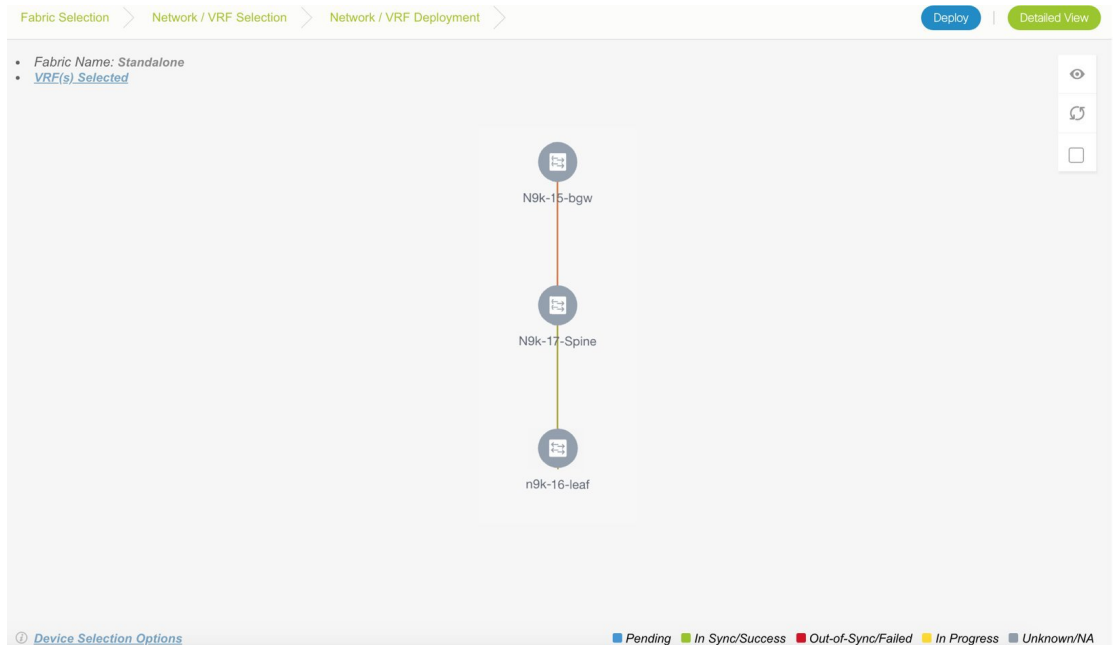 Fabric Selection Network / VRF Selection Network / VRF Deployment Deploy Detailed View
Fabric Name: Standalone
VRF(s) Selected
N9k-15-bgw
N9k-17-Spine
n9k-16-leaf
Device Selection Options Pending In Sync/Success Out-of-Sync/Failed In Progress Unknown/NA